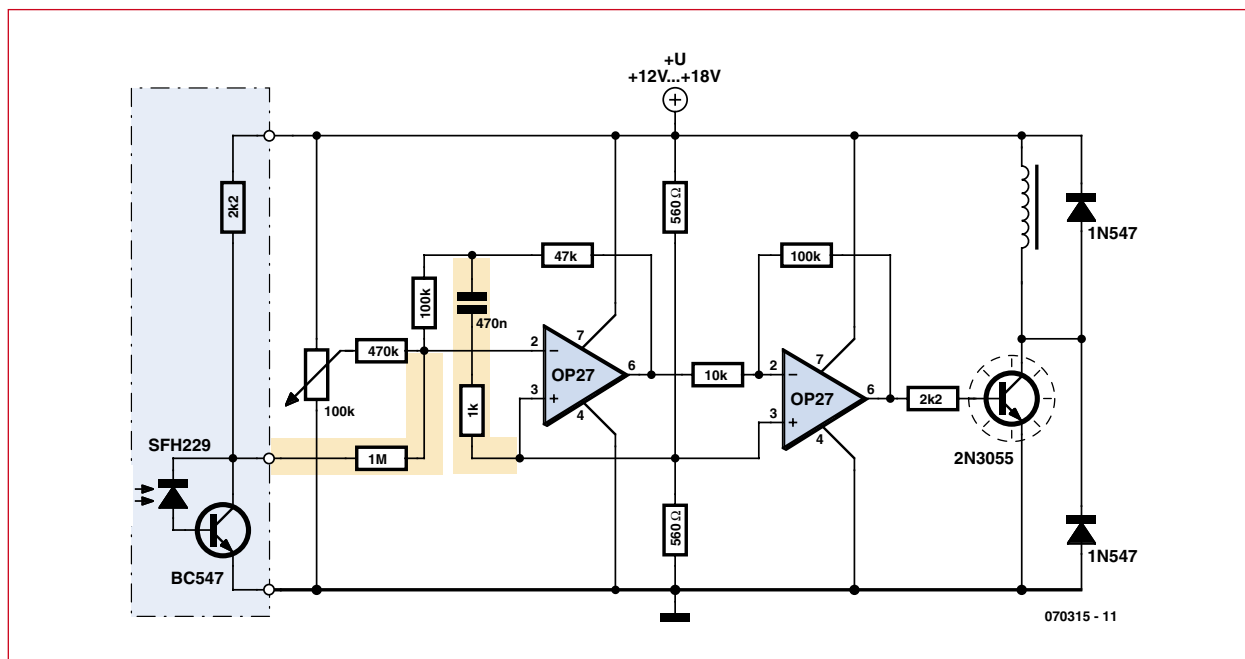 +U
+12V...+18V
2k2
560 Ω
1N547
47k
100k
100k
470n
7
2
–
6
3
+
OP27
4
470k
100k
10k
7
2
–
6
3
+
OP27
4
2k2
1k
SFH229
1M
2N3055
BC547
560 Ω
1N547
070315 - 11